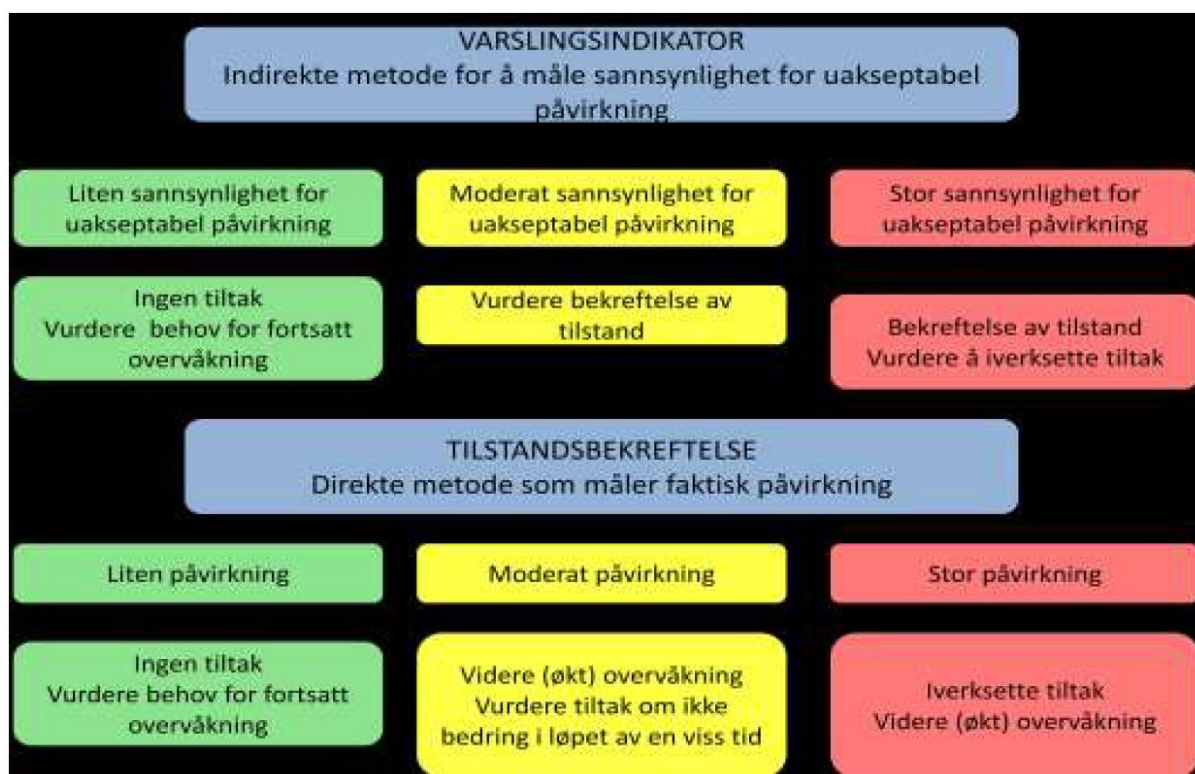 VARSLINGSINDIKATOR
Indirekte metode for å måle sannsynlighet for uakseptabel
påvirkning
Liten sannsynlighet for
uakseptabel påvirkning
Moderat sannsynlighet for
uakseptabel påvirkning
Stor sannsynlighet for
uakseptabel påvirkning
Ingen tiltak
Vurdere behov for fortsatt
overvåkning
Vurdere bekreftelse av
tilstand
Bekreftelse av tilstand
Vurdere å iverksette tiltak
TILSTANDSBEKREFTELSE
Direkte metode som måler faktisk påvirkning
Liten påvirkning
Moderat påvirkning
Stor påvirkning
Ingen tiltak
Vurdere behov for fortsatt
overvåkning
Videre (økt) overvåkning
Vurdere tiltak om ikke
bedring i løpet av en viss tid
Iverksette tiltak
Videre (økt) overvåkning